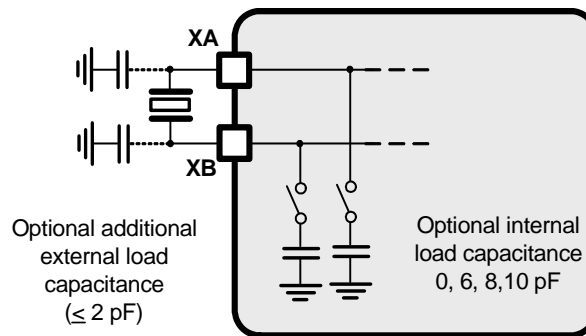 XA
XB
Optional additional
external load
capacitance
(≤ 2 pF)
Optional internal
load capacitance
0, 6, 8,10 pF